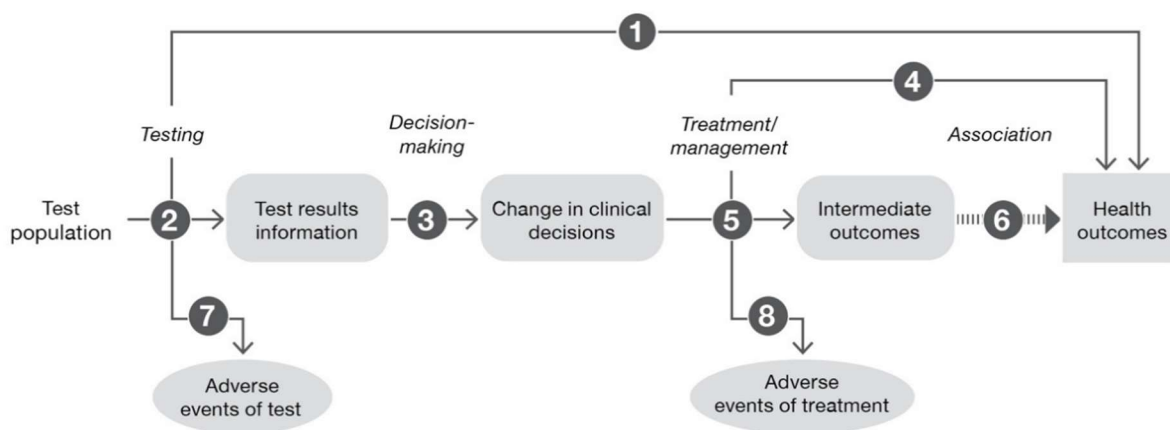 1
4
Testing
Decision-
making
Treatment/
management
Association
Test
population
2
Test results
information
3
Change in clinical
decisions
5
Intermediate
outcomes
6
Health
outcomes
7
8
Adverse
events of test
Adverse
events of treatment